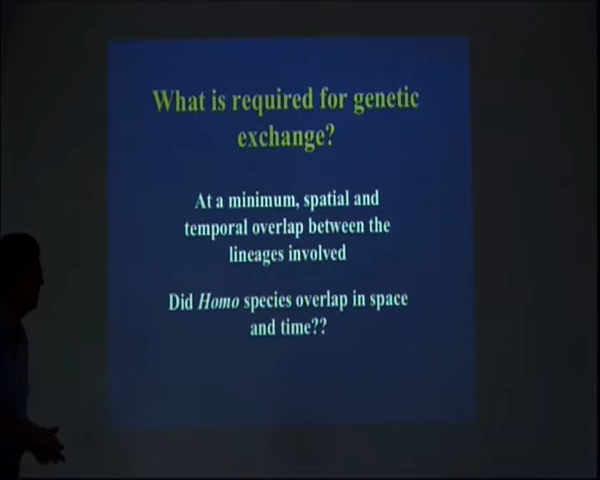 What is required for genetic
exchange?
At a minimum, spatial and
temporal overlap between the
lineages involved
Did Homo species overlap in space
and time??